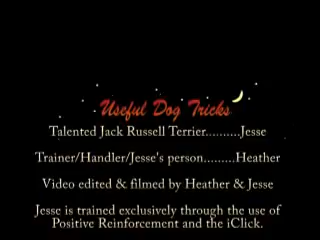 Useful Dog Tricks
Talented Jack Russell Terrier..........Jesse
Trainer/Handler/Jesse's person.........Heather
Video edited & filmed by Heather & Jesse
Jesse is trained exclusively through the use of
Positive Reinforcement and the iClick.